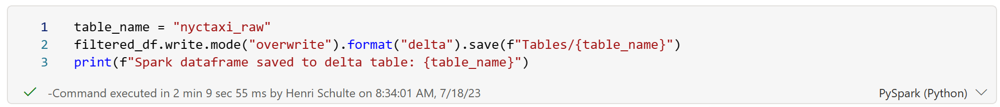 1 table_name = "nyctaxi_raw"
2 filtered_df.write.mode("overwrite").format("delta").save(f"Tables/{table_name}")
3 print(f"Spark dataframe saved to delta table: {table_name}")
-Command executed in 2 min 9 sec 55 ms by Henri Schulte on 8:34:01 AM, 7/18/23 PySpark (Python)